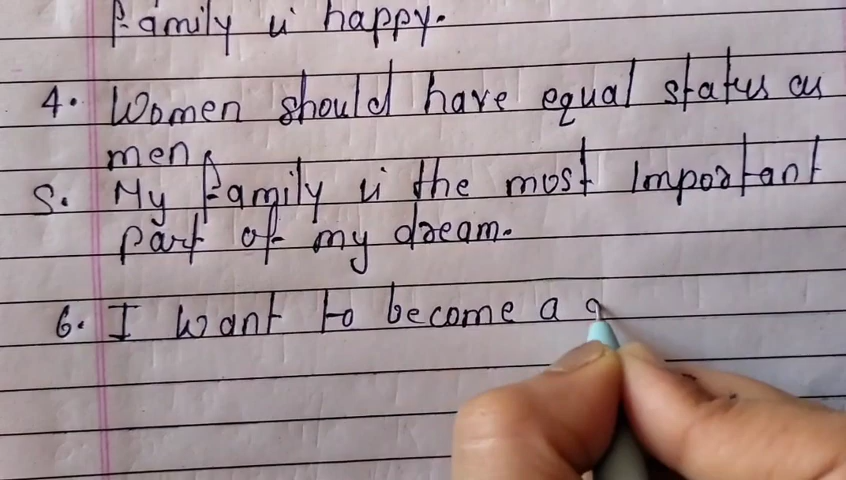 family is happy.
4. Women should have equal status as
men.
5. My family is the most important
part of my dream.
6. I want to become a